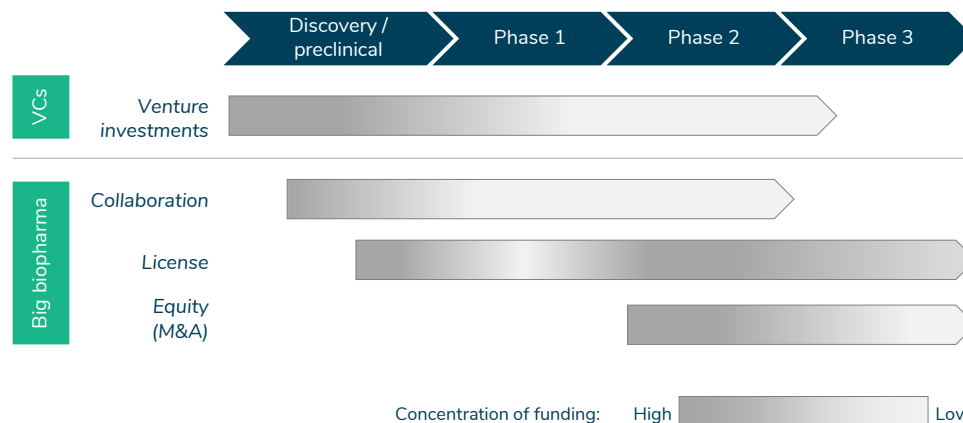 Discovery /
preclinical
Phase 1
Phase 2
Phase 3
VCs
Venture
investments
Big biopharma
Collaboration
License
Equity
(M&A)
Concentration of funding:
High
Low